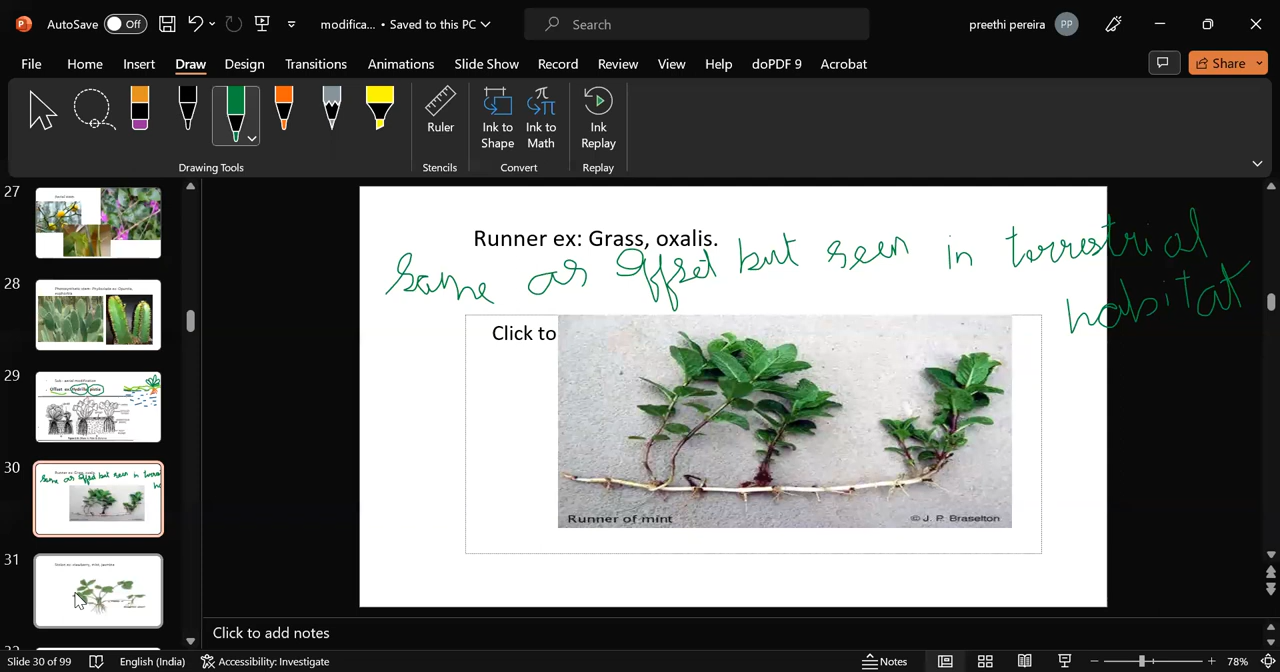 AutoSave Off modifica... • Saved to this PC Search preethi pereira PP
File Home Insert Draw Design Transitions Animations Slide Show Record Review View Help doPDF 9 Acrobat Share
Ruler Ink to Shape Ink to Math Ink Replay
Drawing Tools Stencils Convert Replay
27
28
29
30
31
Runner ex: Grass, oxalis.
Same as offset but seen in terrestrial
habitat
Click to
Runner of mint © J. P. Braselton
Click to add notes
Slide 30 of 99 English (India) Accessibility: Investigate Notes 78%